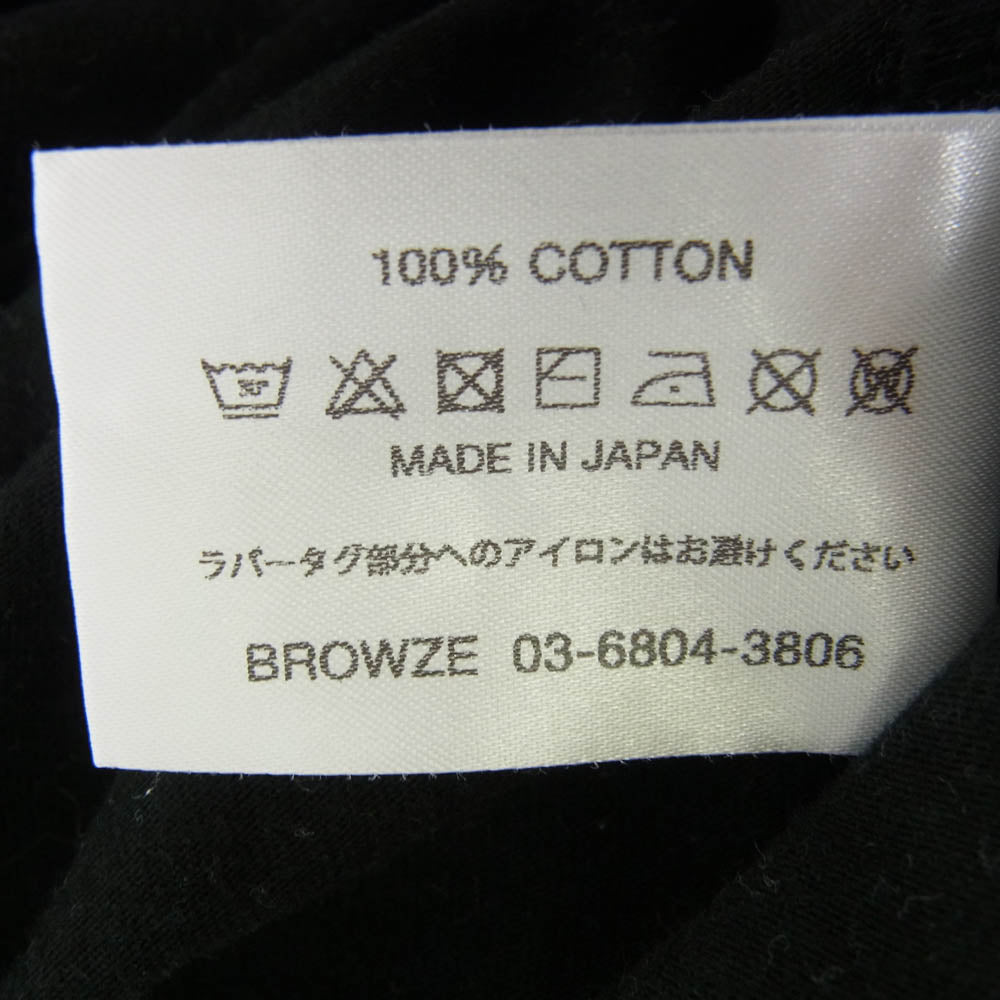 100% COTTON
MADE IN JAPAN
ラバータグ部分へのアイロンはお避けください
BROWZE 03-6804-3806